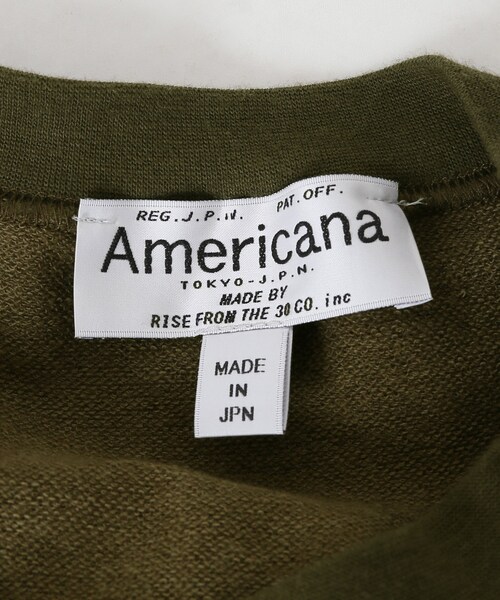 REG.J.P.N. PAT.OFF.
Americana
TOKYO-J.P.N.
MADE BY
RISE FROM THE 30 CO. inc
MADE
IN
JPN